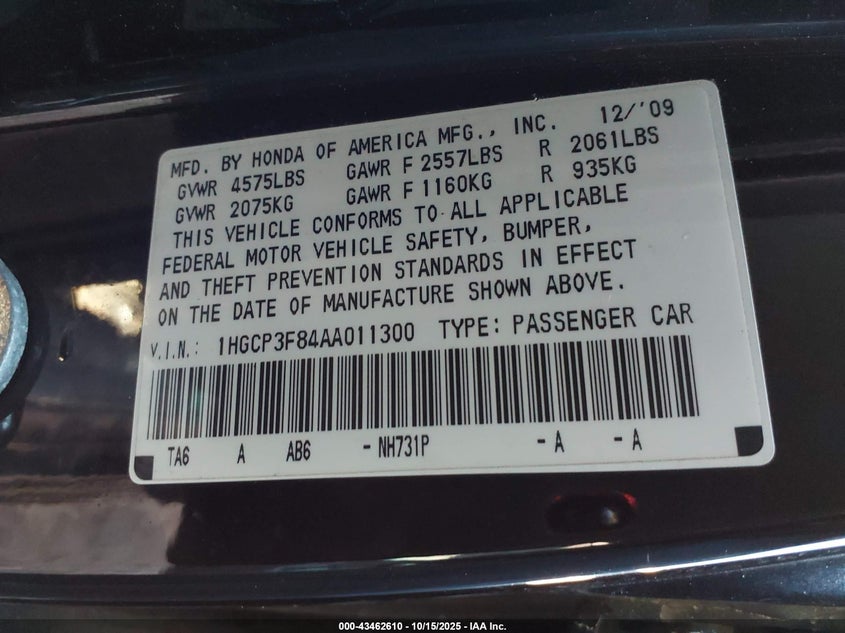 MFD. BY HONDA OF AMERICA MFG., INC. 12/'09
GVWR 4575LBS GAWR F 2557LBS R 2061LBS
GVWR 2075KG GAWR F 1160KG R 935KG
THIS VEHICLE CONFORMS TO ALL APPLICABLE
FEDERAL MOTOR VEHICLE SAFETY, BUMPER,
AND THEFT PREVENTION STANDARDS IN EFFECT
ON THE DATE OF MANUFACTURE SHOWN ABOVE.
V.I.N.: 1HGCP3F84AA011300 TYPE: PASSENGER CAR
TA6 A AB6 -NH731P -A -A
000-43462610 - 10/15/2025 - IAA Inc.